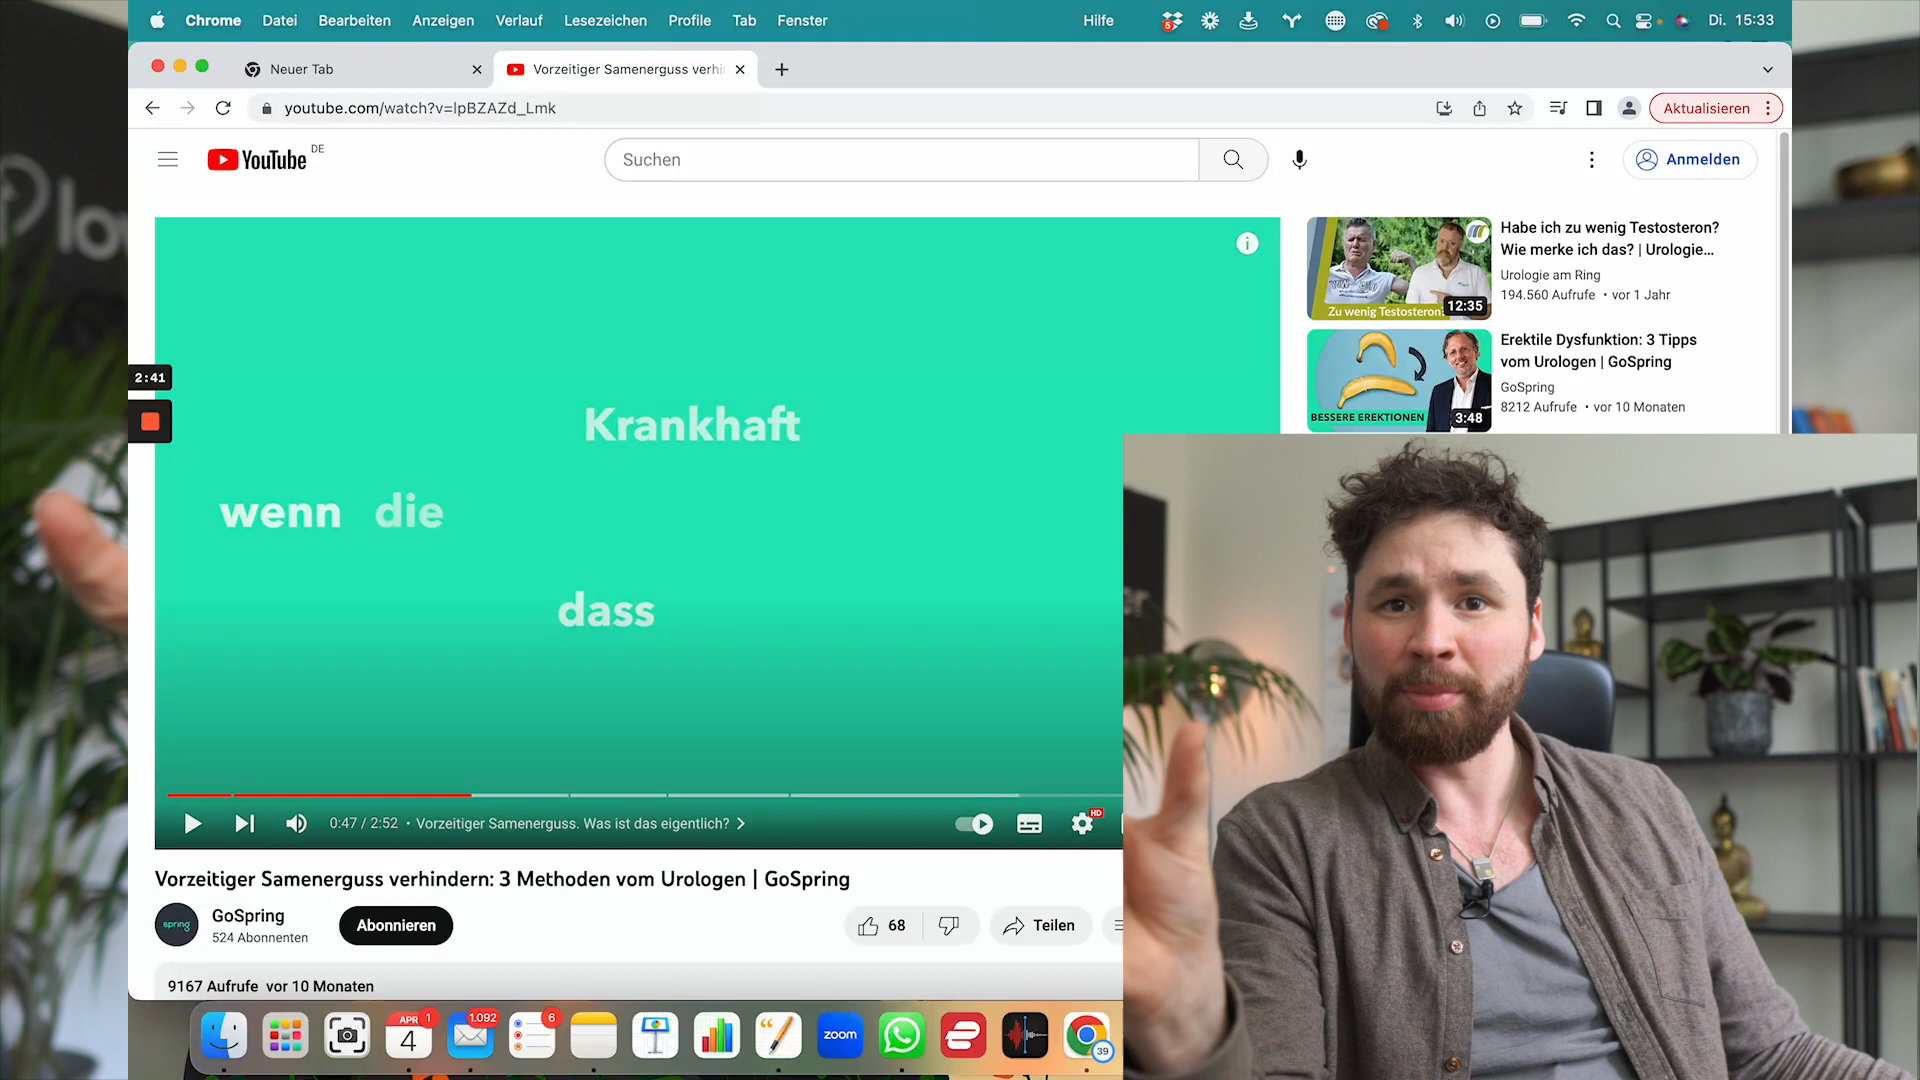 Chrome Datei Bearbeiten Anzeigen Verlauf Lesezeichen Profile Tab Fenster Hilfe Di. 15:33
5
Neuer Tab
Vorzeitiger Samenerguss verhi
youtube.com/watch?v=lpBZAZd_Lmk
Aktualisieren
YouTube DE
Suchen
Anmelden
lo
2:41
Krankhaft
wenn die
dass
0:47 / 2:52 • Vorzeitiger Samenerguss. Was ist das eigentlich?
HD
Zu wenig Testosteron?
12:35
Habe ich zu wenig Testosteron?
Wie merke ich das? | Urologie...
Urologie am Ring
194.560 Aufrufe • vor 1 Jahr
BESSERE EREKTIONEN
3:48
Erektile Dysfunktion: 3 Tipps
vom Urologen | GoSpring
GoSpring
8212 Aufrufe • vor 10 Monaten
Vorzeitiger Samenerguss verhindern: 3 Methoden vom Urologen | GoSpring
spring
GoSpring
524 Abonnenten
Abonnieren
68
Teilen
9167 Aufrufe vor 10 Monaten
APR
4
1
1.092
6
zoom
39